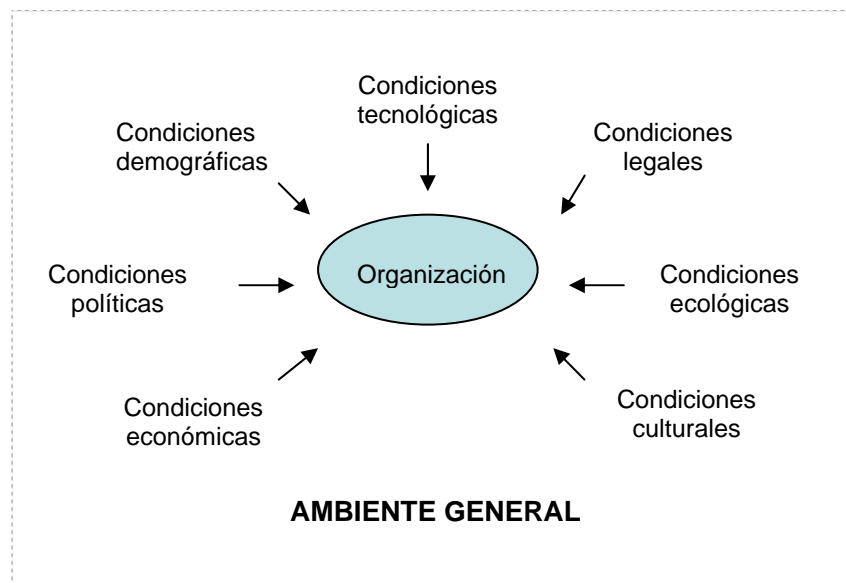 Condiciones
tecnológicas
Condiciones
demográficas
Condiciones
legales
Organización
Condiciones
políticas
Condiciones
ecológicas
Condiciones
económicas
Condiciones
culturales
AMBIENTE GENERAL